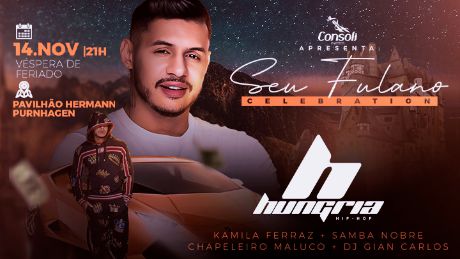 14.NOV |21H
VÉSPERA DE
FERIADO
PAVILHÃO HERMANN
PURNHAGEN
Consoli
APRESENTA:
Seu Fulano
CELEBRATION
h
hungria
HIP-HOP
KAMILA FERRAZ + SAMBA NOBRE
CHAPELEIRO MALUCO + DJ GIAN CARLOS